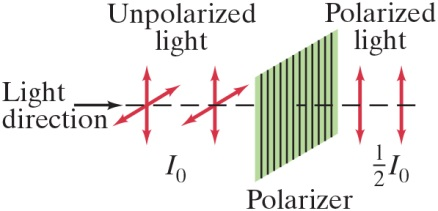 Unpolarized
light
Polarized
light
Light
direction
I₀
½I₀
Polarizer